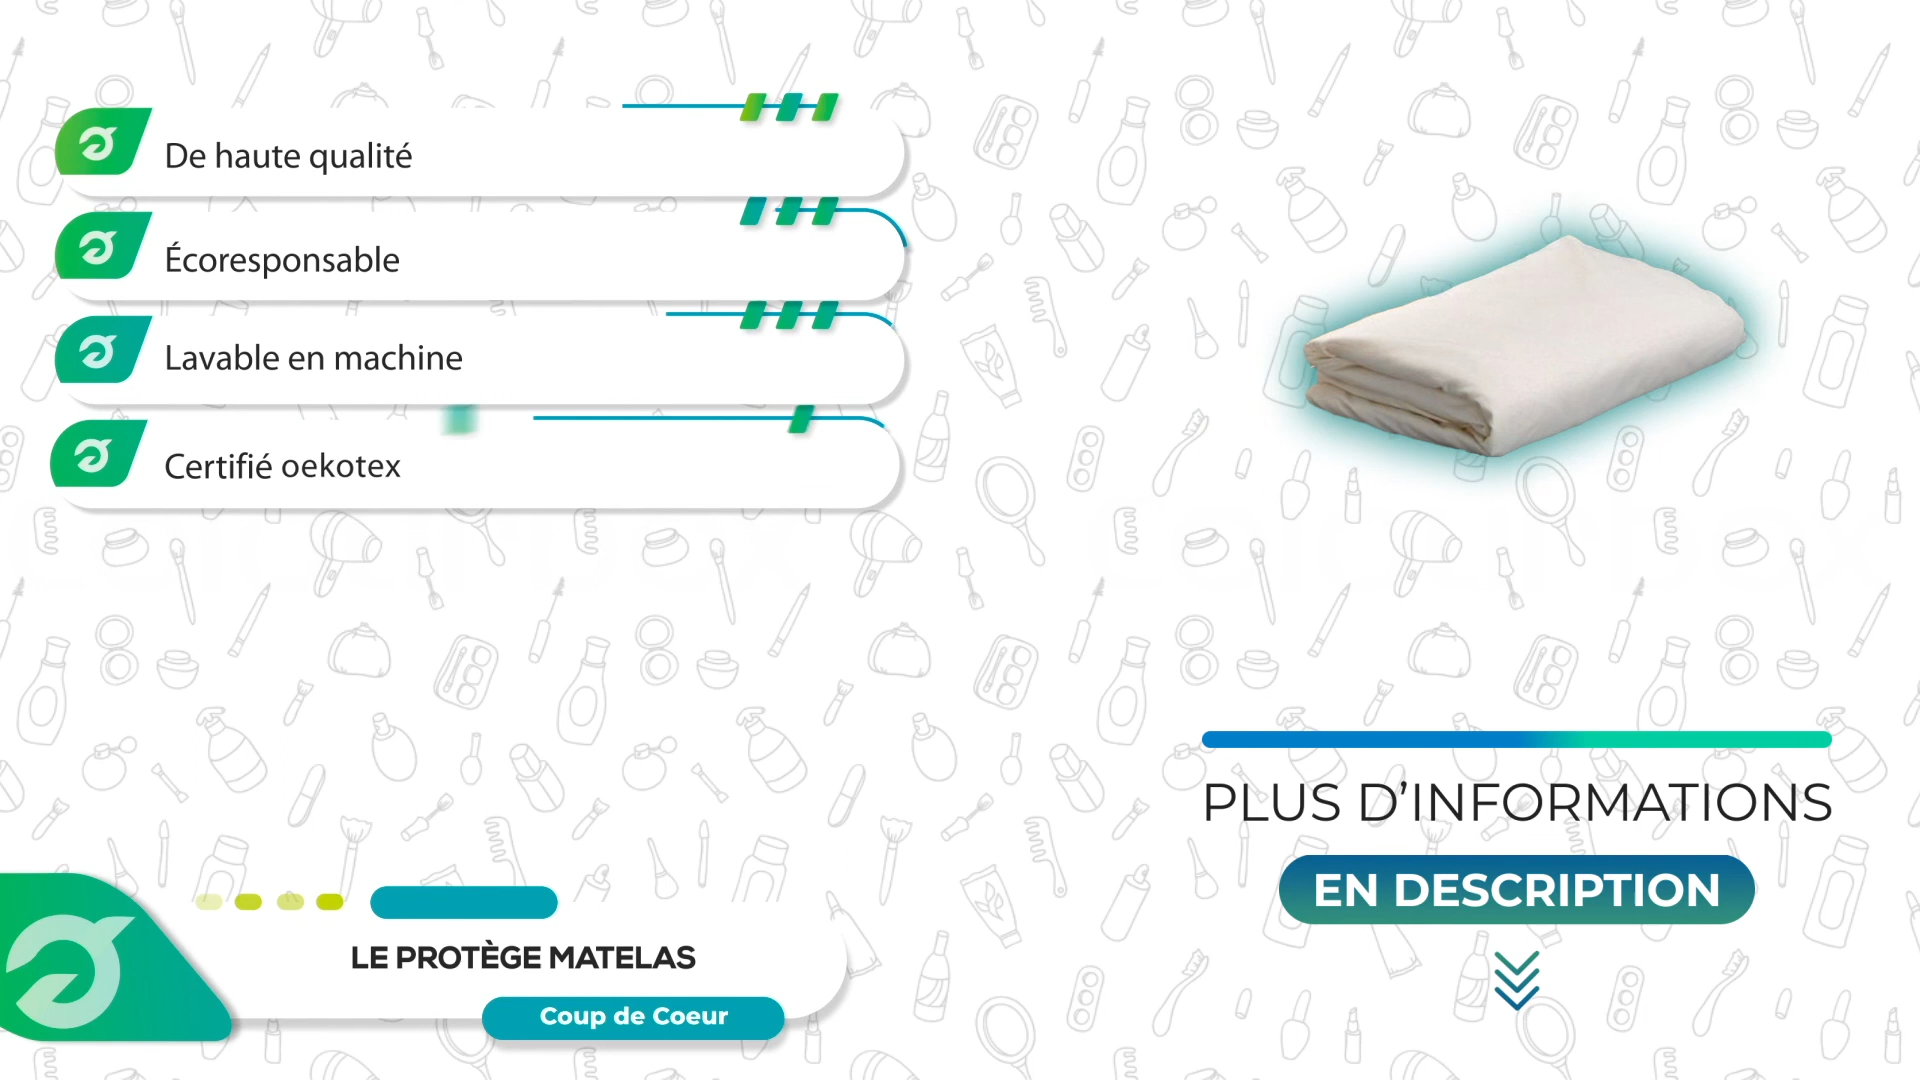 De haute qualité
Écoresponsable
Lavable en machine
Certifié oekotex
PLUS D’INFORMATIONS
EN DESCRIPTION
LE PROTÈGE MATELAS
Coup de Coeur